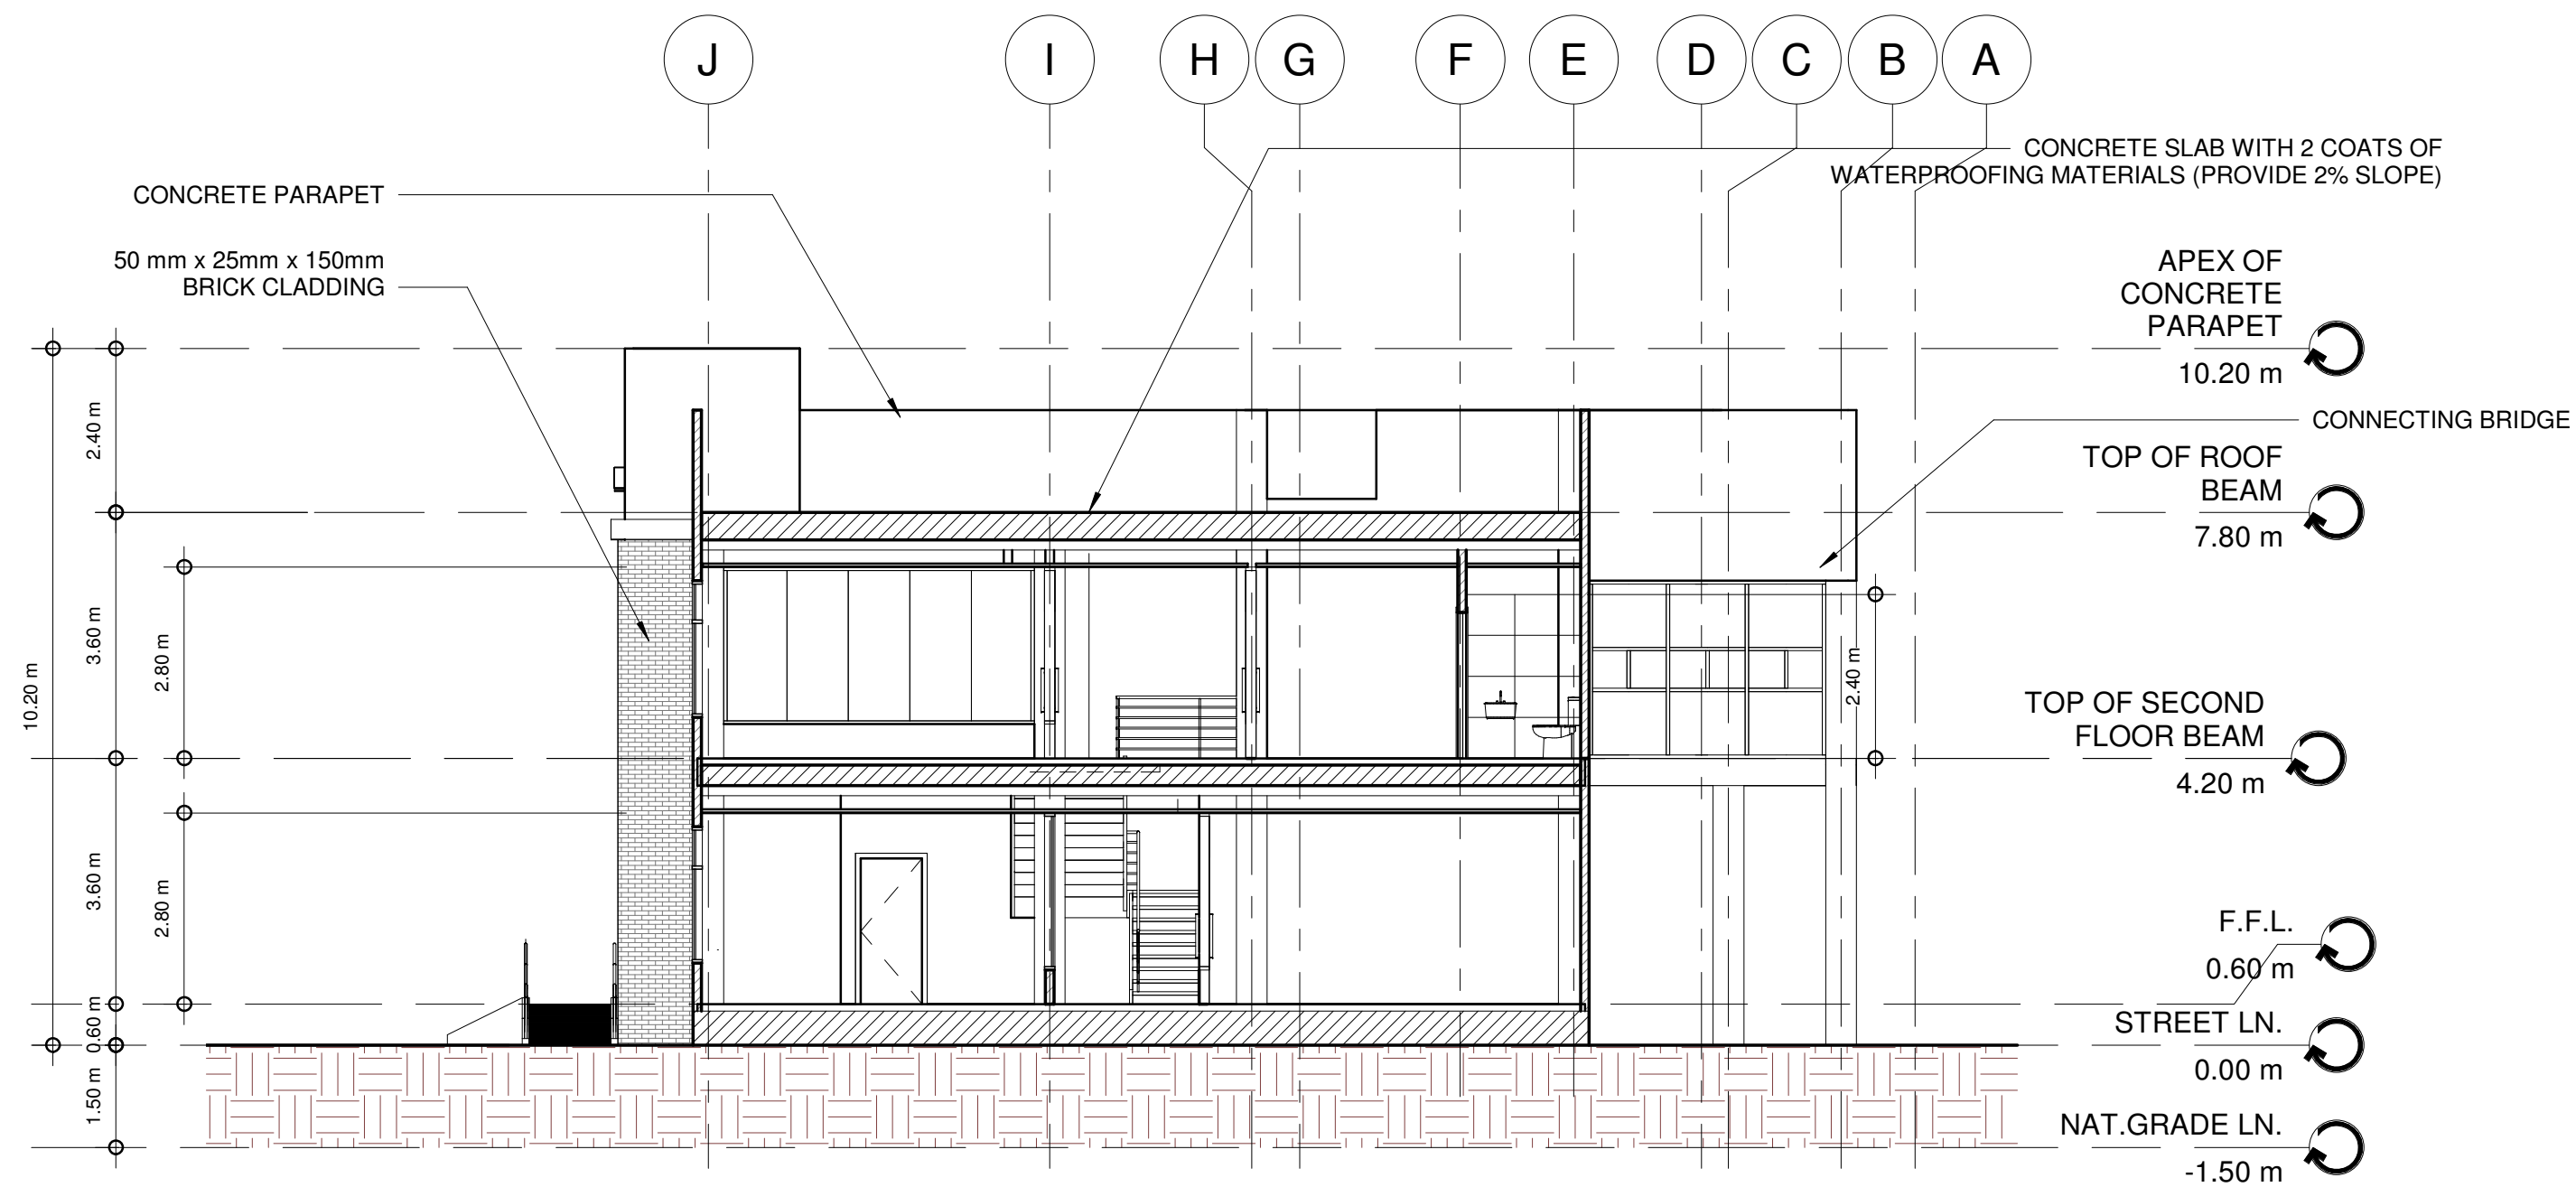 J
I
H
G
F
E
D
C
B
A
CONCRETE SLAB WITH 2 COATS OF
WATERPROOFING MATERIALS (PROVIDE 2% SLOPE)
CONCRETE PARAPET
50 mm x 25mm x 150mm
BRICK CLADDING
APEX OF
CONCRETE
PARAPET
10.20 m
CONNECTING BRIDGE
TOP OF ROOF
BEAM
7.80 m
TOP OF SECOND
FLOOR BEAM
4.20 m
F.F.L.
0.60 m
STREET LN.
0.00 m
NAT.GRADE LN.
-1.50 m
10.20 m
2.40 m
3.60 m
3.60 m
0.60 m
1.50 m
2.80 m
2.80 m
2.40 m